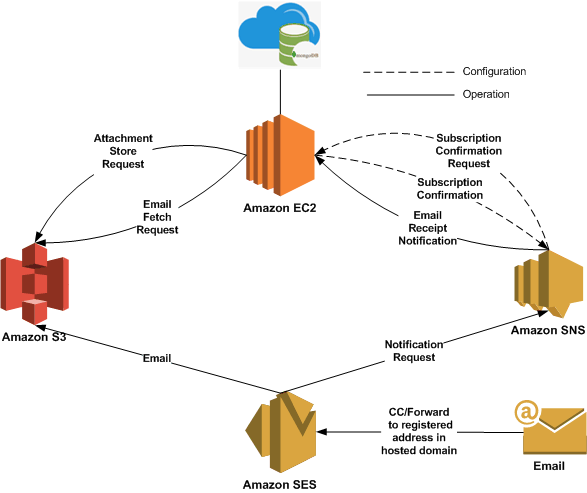 mongoDB
Configuration
Operation
Attachment
Store
Request
Subscription
Confirmation
Request
Subscription
Confirmation
Email
Fetch
Request
Amazon EC2
Email
Receipt
Notification
Amazon S3
Amazon SNS
Email
Notification
Request
@
CC/Forward
to registered
address in
hosted domain
Email
Amazon SES